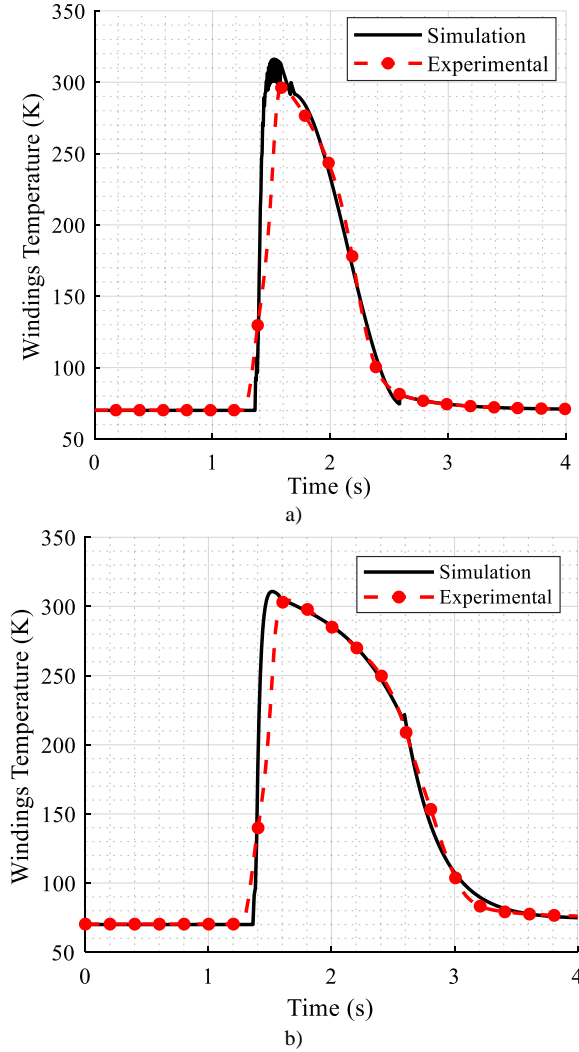 350
300
250
200
150
100
50
Windings Temperature (K)
Simulation
Experimental
0 1 2 3 4
Time (s)
a)
350
300
250
200
150
100
50
Windings Temperature (K)
Simulation
Experimental
0 1 2 3 4
Time (s)
b)